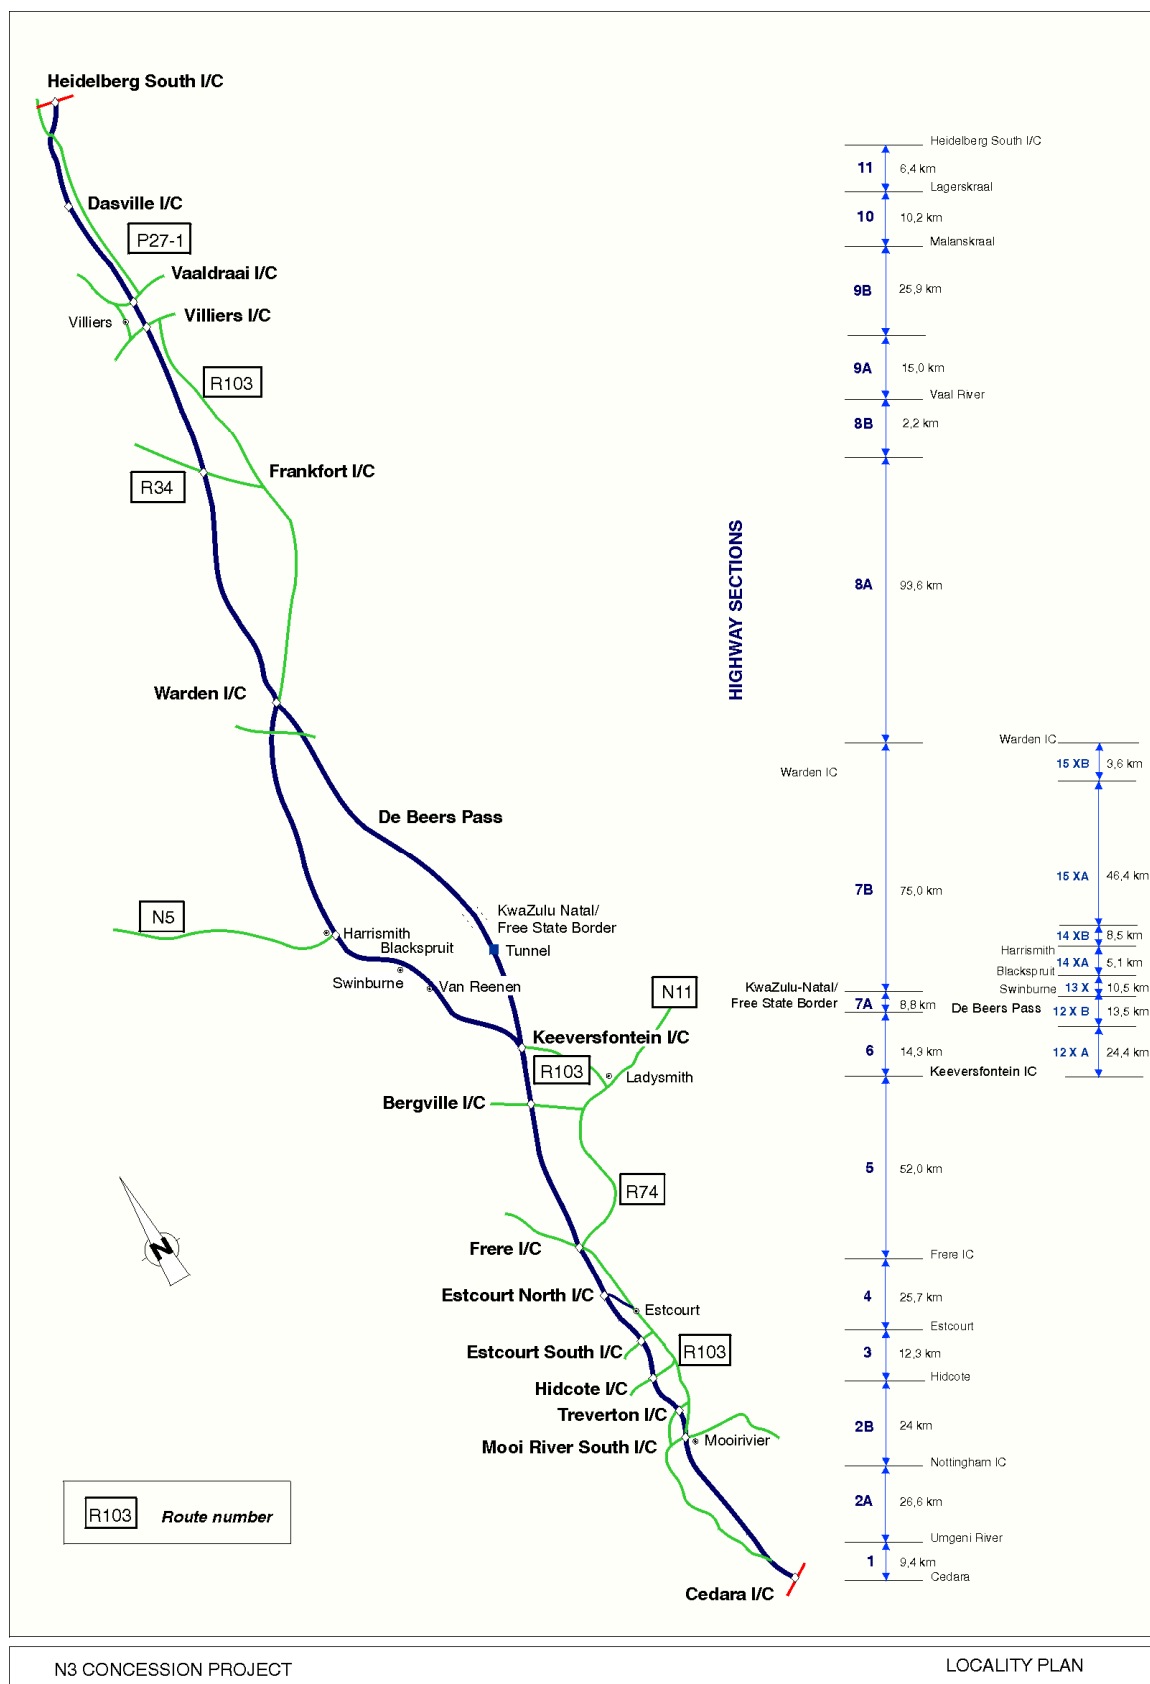 Heidelberg South I/C
Dasville I/C
P27-1
Vaaldraai I/C
Villiers
Villiers I/C
R103
Frankfort I/C
R34
Warden I/C
De Beers Pass
N5
KwaZulu Natal/
Free State Border
Harrismith
Blackspruit
Tunnel
Swinburne
Van Reenen
N11
Keeversfontein I/C
R103
Ladysmith
Bergville I/C
R74
N
Frere I/C
Estcourt North I/C
Estcourt
Estcourt South I/C
R103
Hidcote I/C
Treverton I/C
Mooi River South I/C
Mooirivier
R103 Route number
Cedara I/C
HIGHWAY SECTIONS
Heidelberg South I/C
11 6,4 km
Lagerskraal
10 10,2 km
Malanskraal
9B 25,9 km
9A 15,0 km
Vaal River
8B 2,2 km
8A 93,6 km
Warden IC
7B 75,0 km
KwaZulu-Natal/
Free State Border
7A 8,8 km
6 14,3 km
Keeversfontein IC
5 52,0 km
Frere IC
4 25,7 km
Estcourt
3 12,3 km
Hidcote
2B 24 km
Nottingham IC
2A 26,6 km
Umgeni River
1 9,4 km
Cedara
Warden IC
15 XB 3,6 km
15 XA 46,4 km
14 XB 8,5 km
Harrismith
14 XA 5,1 km
Blackspruit
Swinburne 13 X 10,5 km
De Beers Pass 12 X B 13,5 km
12 X A 24,4 km
N3 CONCESSION PROJECT
LOCALITY PLAN